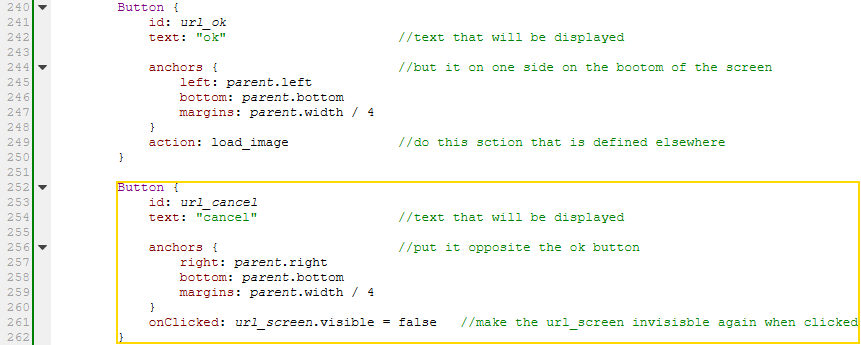 240 Button {
241 id: url_ok
242 text: "ok" //text that will be displayed
243
244 anchors { //but it on one side on the bootom of the screen
245 left: parent.left
246 bottom: parent.bottom
247 margins: parent.width / 4
248 }
249 action: load_image //do this sction that is defined elsewhere
250 }
251
252 Button {
253 id: url_cancel
254 text: "cancel" //text that will be displayed
255
256 anchors { //put it opposite the ok button
257 right: parent.right
258 bottom: parent.bottom
259 margins: parent.width / 4
260 }
261 onClicked: url_screen.visible = false //make the url_screen invisisble again when clicked
262 }